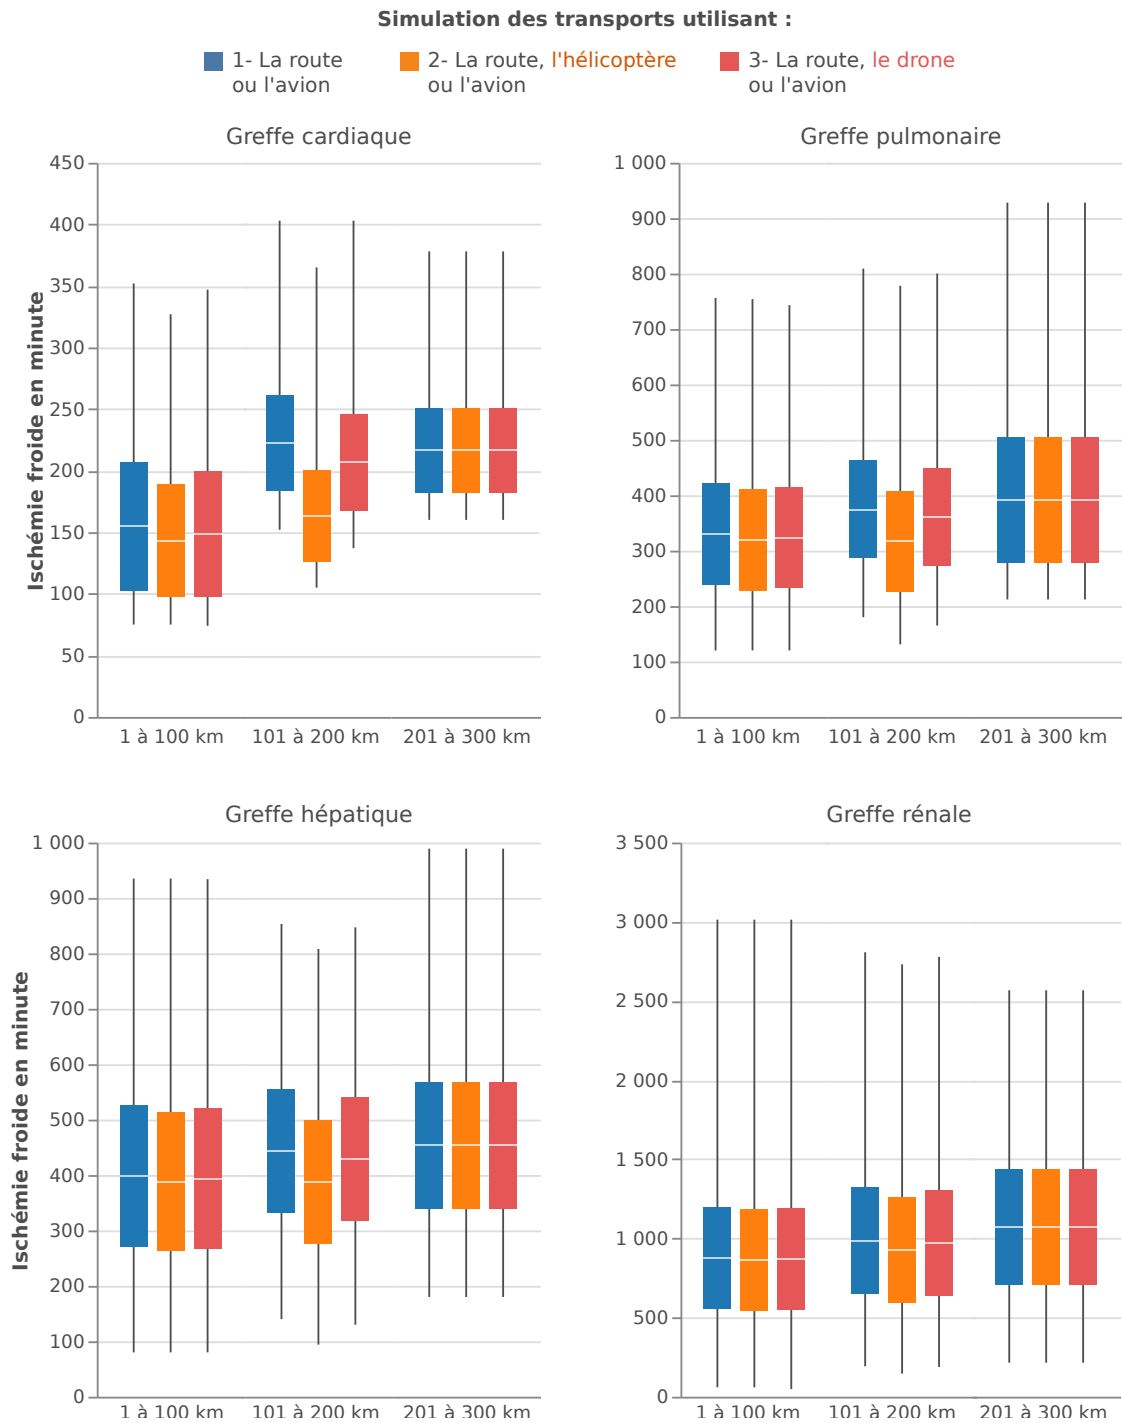 Simulation des transports utilisant :
1- La route
ou l'avion
2- La route, l'hélicoptère
ou l'avion
3- La route, le drone
ou l'avion
Greffe cardiaque
Ischémie froide en minute
450
400
350
300
250
200
150
100
50
0
1 à 100 km
101 à 200 km
201 à 300 km
Greffe pulmonaire
1 000
900
800
700
600
500
400
300
200
100
0
1 à 100 km
101 à 200 km
201 à 300 km
Greffe hépatique
Ischémie froide en minute
1 000
900
800
700
600
500
400
300
200
100
0
1 à 100 km
101 à 200 km
201 à 300 km
Greffe rénale
3 500
3 000
2 500
2 000
1 500
1 000
500
0
1 à 100 km
101 à 200 km
201 à 300 km